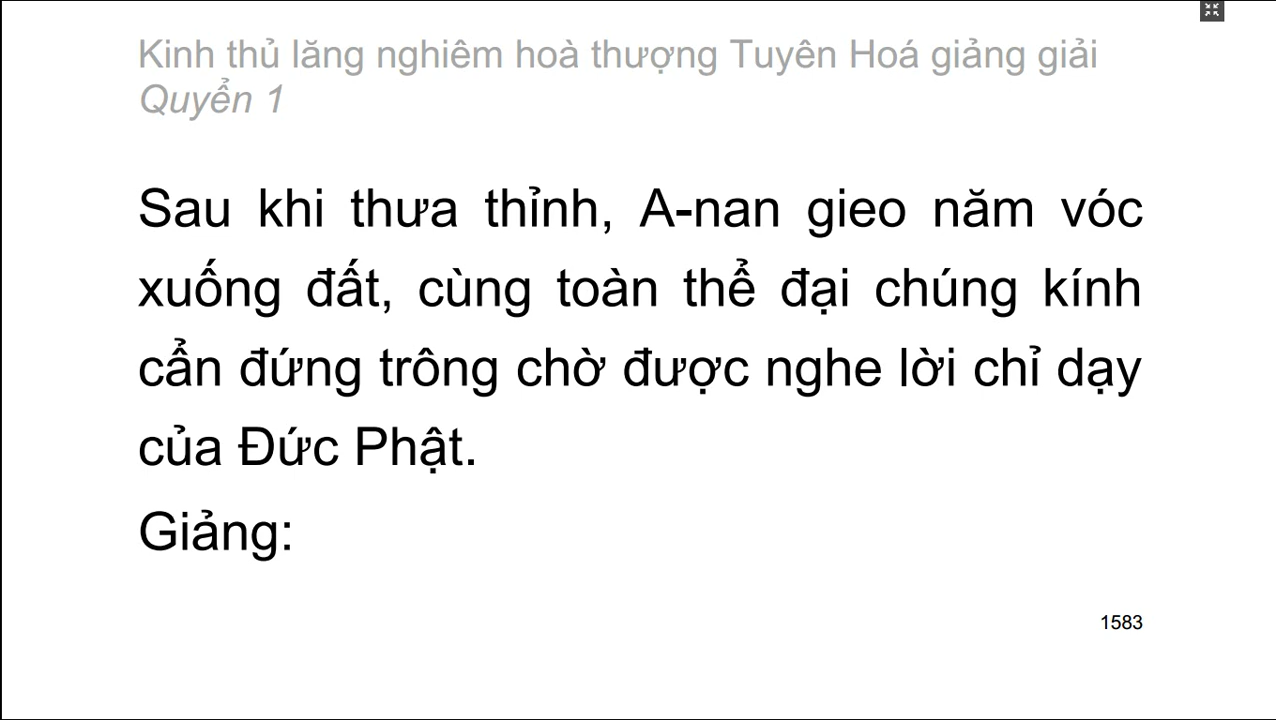 Kinh thủ lăng nghiêm hoà thượng Tuyên Hoá giảng giải
Quyển 1
Sau khi thưa thỉnh, A-nan gieo năm vóc
xuống đất, cùng toàn thể đại chúng kính
cẩn đứng trông chờ được nghe lời chỉ dạy
của Đức Phật.
Giảng:
1583